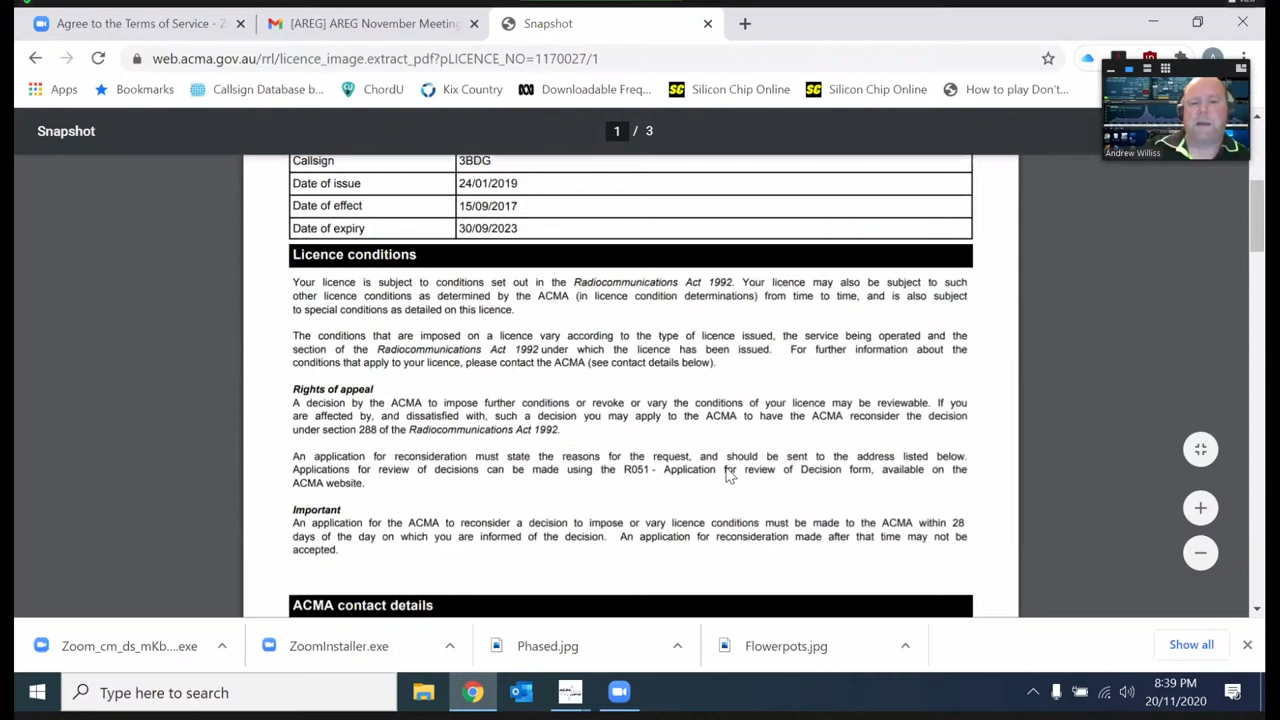 View
Agree to the Terms of Service - Z
[AREG] AREG November Meeting
Snapshot
web.acma.gov.au/rrl/licence_image.extract_pdf?pLICENCE_NO=1170027/1
Apps
Bookmarks
Callsign Database b...
ChordU
Kix Country
Downloadable Freq...
SC
Silicon Chip Online
SC
Silicon Chip Online
How to play Don't...
Snapshot
1 / 3
Andrew Williss
Callsign 3BDG
Date of issue 24/01/2019
Date of effect 15/09/2017
Date of expiry 30/09/2023
Licence conditions
Your licence is subject to conditions set out in the Radiocommunications Act 1992. Your licence may also be subject to such
other licence conditions as determined by the ACMA (in licence condition determinations) from time to time, and is also subject
to special conditions as detailed on this licence.
The conditions that are imposed on a licence vary according to the type of licence issued, the service being operated and the
section of the Radiocommunications Act 1992 under which the licence has been issued. For further information about the
conditions that apply to your licence, please contact the ACMA (see contact details below).
Rights of appeal
A decision by the ACMA to impose further conditions or revoke or vary the conditions of your licence may be reviewable. If you
are affected by, and dissatisfied with, such a decision you may apply to the ACMA to have the ACMA reconsider the decision
under section 288 of the Radiocommunications Act 1992.
An application for reconsideration must state the reasons for the request, and should be sent to the address listed below.
Applications for review of decisions can be made using the R051 - Application for review of Decision form, available on the
ACMA website.
Important
An application for the ACMA to reconsider a decision to impose or vary licence conditions must be made to the ACMA within 28
days of the day on which you are informed of the decision. An application for reconsideration made after that time may not be
accepted.
ACMA contact details
Zoom_cm_ds_mKb....exe
ZoomInstaller.exe
Phased.jpg
Flowerpots.jpg
Show all
Type here to search
8:39 PM
20/11/2020